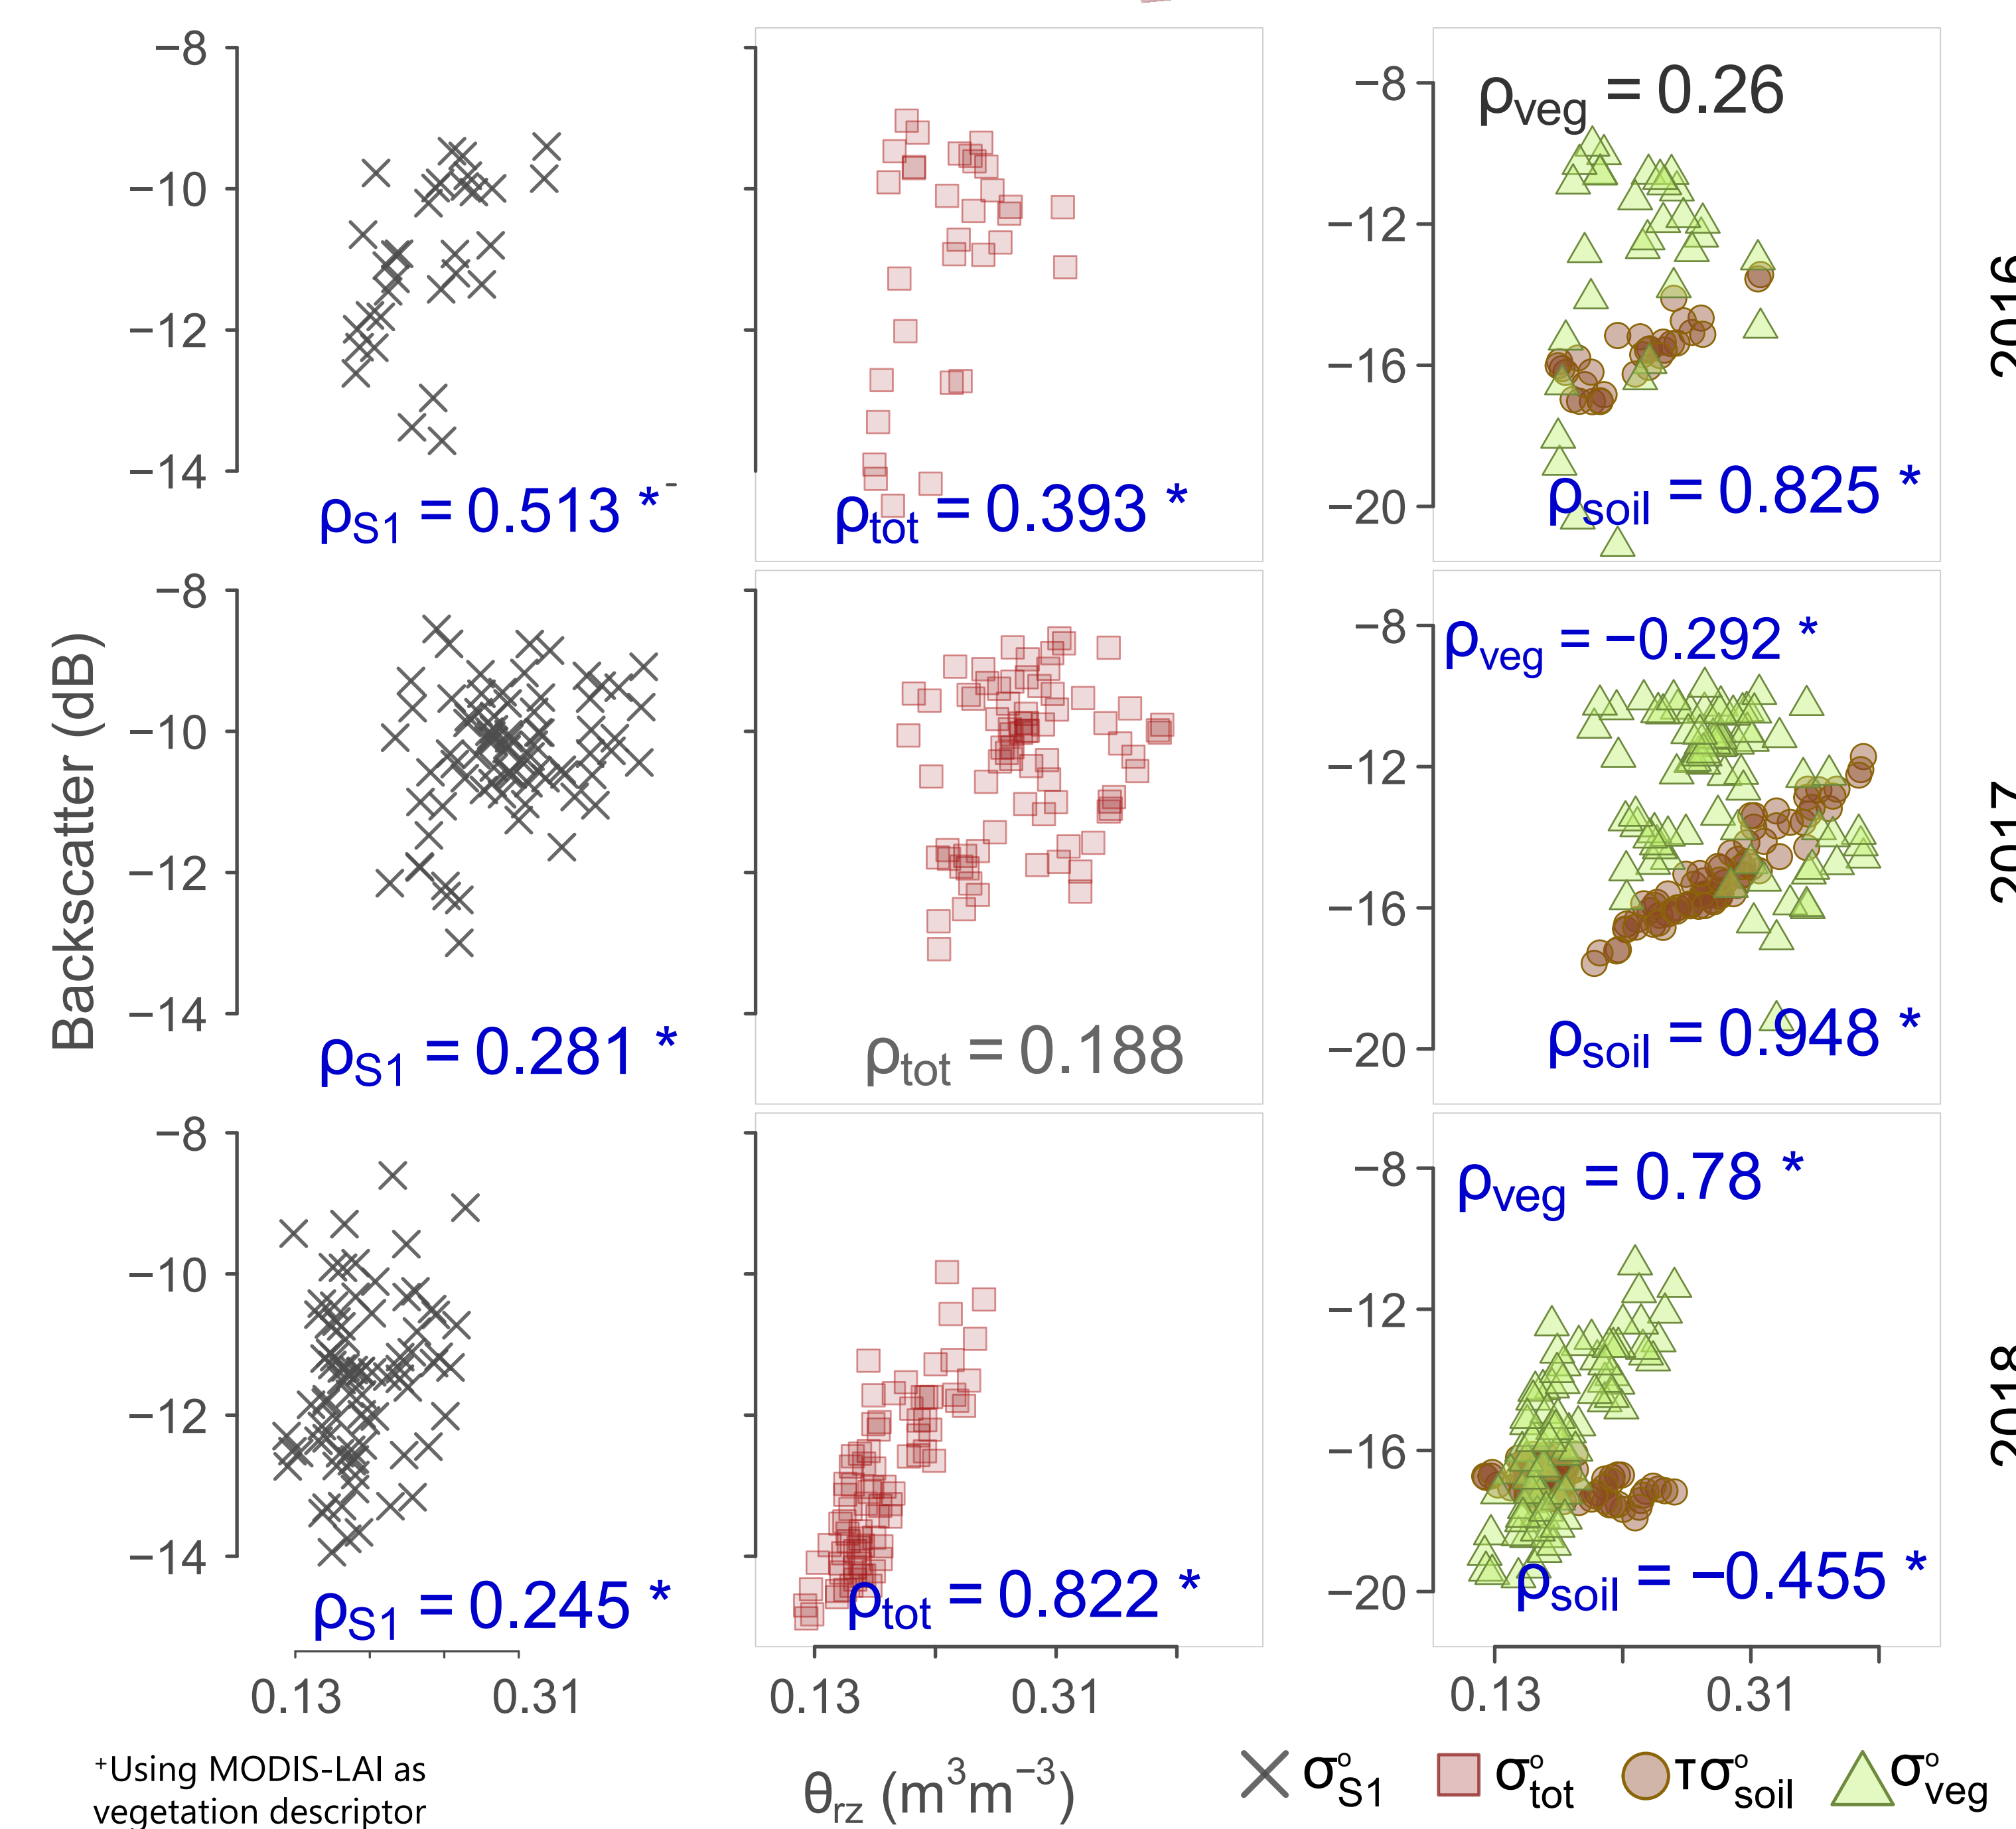 −8
−10
−12
−14
ρS1 = 0.513 *-
ρtot = 0.393 *
−8
−12
−16
−20
ρveg = 0.26
ρsoil = 0.825 *
2016
Backscatter (dB)
−8
−10
−12
−14
ρS1 = 0.281 *
ρtot = 0.188
−8
−12
−16
−20
ρveg = −0.292 *
ρsoil = 0.948 *
2017
−8
−10
−12
−14
ρS1 = 0.245 *
ρtot = 0.822 *
−8
−12
−16
−20
ρveg = 0.78 *
ρsoil = −0.455 *
2018
0.13 0.31
0.13 0.31
0.13 0.31
+Using MODIS-LAI as
vegetation descriptor
θrz (m³m⁻³)
σ°S1 σ°tot τσ°soil σ°veg